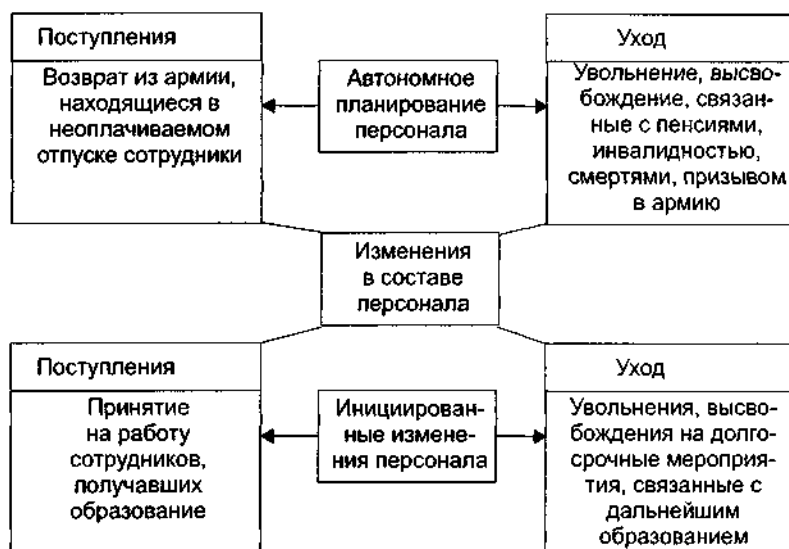 Поступления
Возврат из армии,
находящиеся в
неоплачиваемом
отпуске сотрудники
Автономное
планирование
персонала
Уход
Увольнение, высво-
бождение, связан-
ные с пенсиями,
инвалидностью,
смертями, призывом
в армию
Изменения
в составе
персонала
Поступления
Принятие
на работу
сотрудников,
получавших
образование
Иницииирован-
ные измене-
ния персонала
Уход
Увольнения, высво-
бождения на долго-
срочные мероприя-
тия, связанные с
дальнейшим
образованием